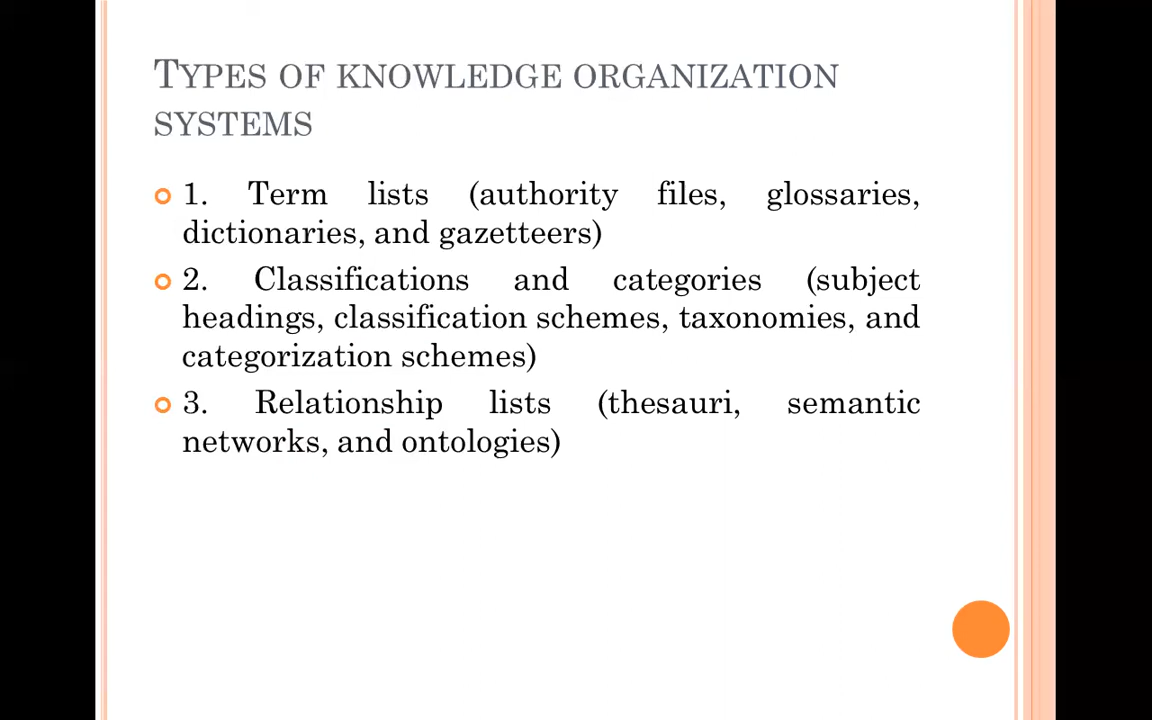 TYPES OF KNOWLEDGE ORGANIZATION
SYSTEMS
1. Term lists (authority files, glossaries,
dictionaries, and gazetteers)
2. Classifications and categories (subject
headings, classification schemes, taxonomies, and
categorization schemes)
3. Relationship lists (thesauri, semantic
networks, and ontologies)